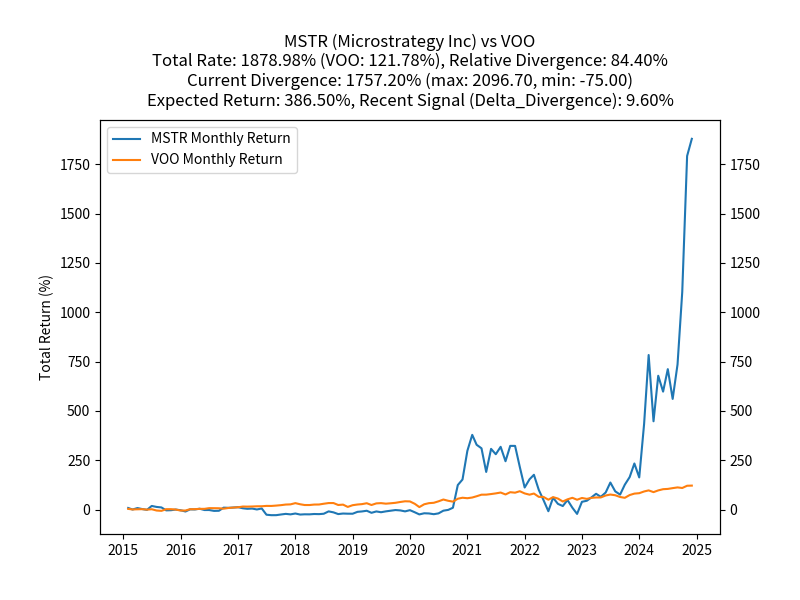 MSTR (Microstrategy Inc) vs VOO
Total Rate: 1878.98% (VOO: 121.78%), Relative Divergence: 84.40%
Current Divergence: 1757.20% (max: 2096.70, min: -75.00)
Expected Return: 386.50%, Recent Signal (Delta_Divergence): 9.60%
MSTR Monthly Return
VOO Monthly Return
Total Return (%)
1750
1500
1250
1000
750
500
250
0
1750
1500
1250
1000
750
500
250
0
2015 2016 2017 2018 2019 2020 2021 2022 2023 2024 2025